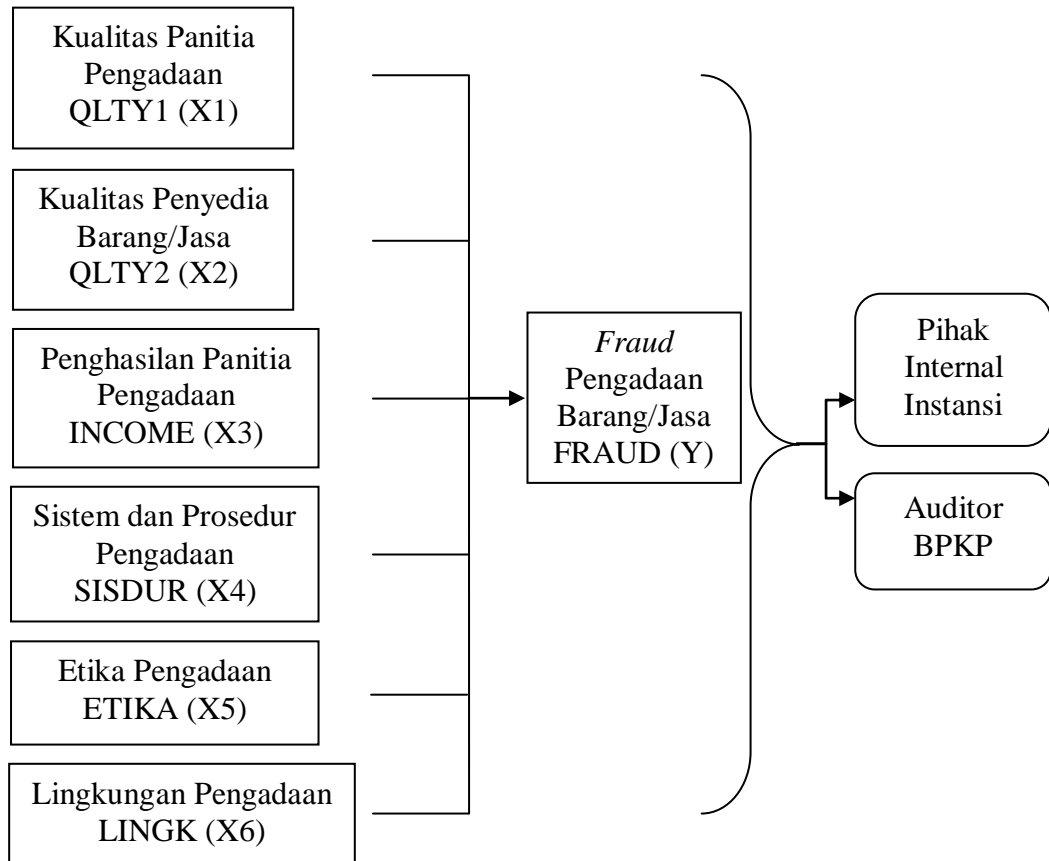 Kualitas Panitia
Pengadaan
QLTY1 (X1)
Kualitas Penyedia
Barang/Jasa
QLTY2 (X2)
Penghasilan Panitia
Pengadaan
INCOME (X3)
Sistem dan Prosedur
Pengadaan
SISDUR (X4)
Etika Pengadaan
ETIKA (X5)
Lingkungan Pengadaan
LINGK (X6)
Fraud
Pengadaan
Barang/Jasa
FRAUD (Y)
Pihak
Internal
Instansi
Auditor
BPKP